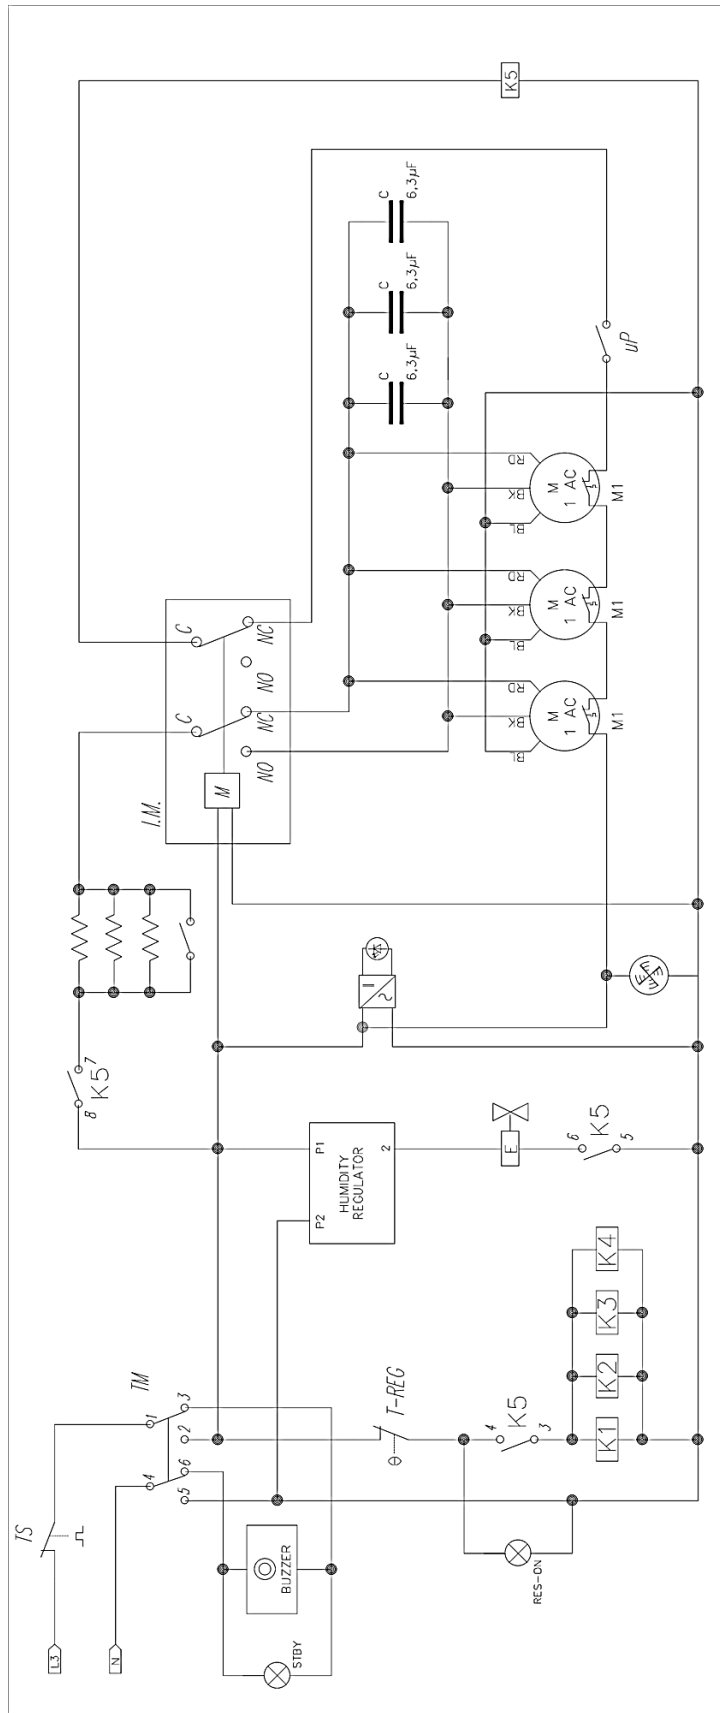 K5
C
6,3µF
C
6,3µF
C
6,3µF
uP
RD
BK
BL
M
1 AC
M1
RD
BK
BL
M
1 AC
M1
RD
BK
BL
M
1 AC
M1
C
NC
NO
C
NC
NO
M
I.M.
7
K5
8
P1
P2
2
HUMIDITY
REGULATOR
E
6
K5
5
K4
K3
K2
K1
TM
1
3
2
4
6
5
T-REG
θ
4
K5
3
TS
BUZZER
STBY
RES-ON
L3
N